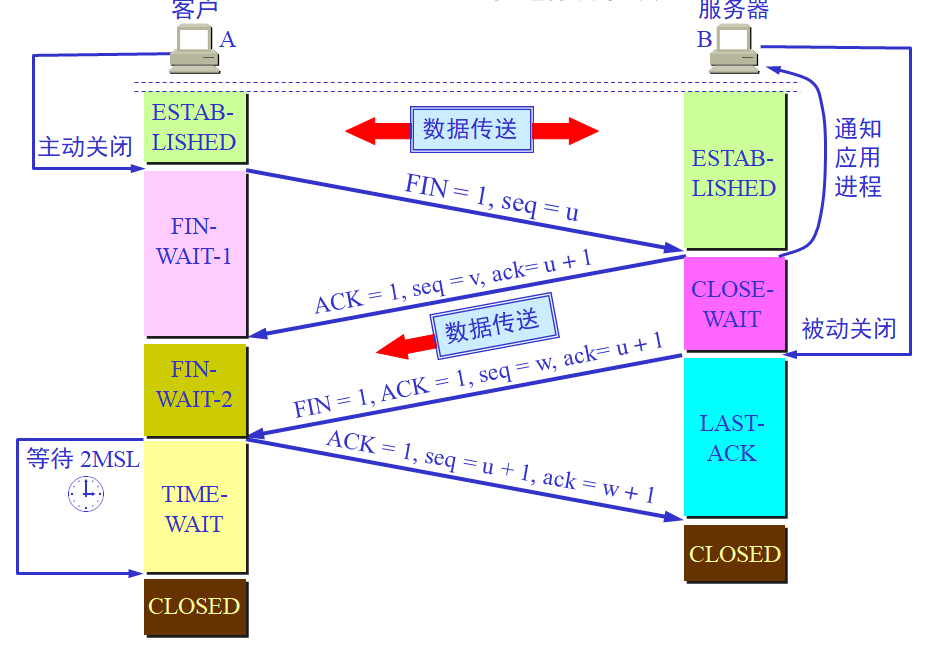 客户
服务器
A
B
ESTAB-
LISHED
数据传送
通知
应用
进程
主动关闭
ESTAB-
LISHED
FIN = 1, seq = u
FIN-
WAIT-1
ACK = 1, seq = v, ack= u + 1
CLOSE-
WAIT
数据传送
被动关闭
FIN-
WAIT-2
FIN = 1, ACK = 1, seq = w, ack= u + 1
LAST-
ACK
ACK = 1, seq = u + 1, ack = w + 1
等待 2MSL
TIME-
WAIT
CLOSED
CLOSED